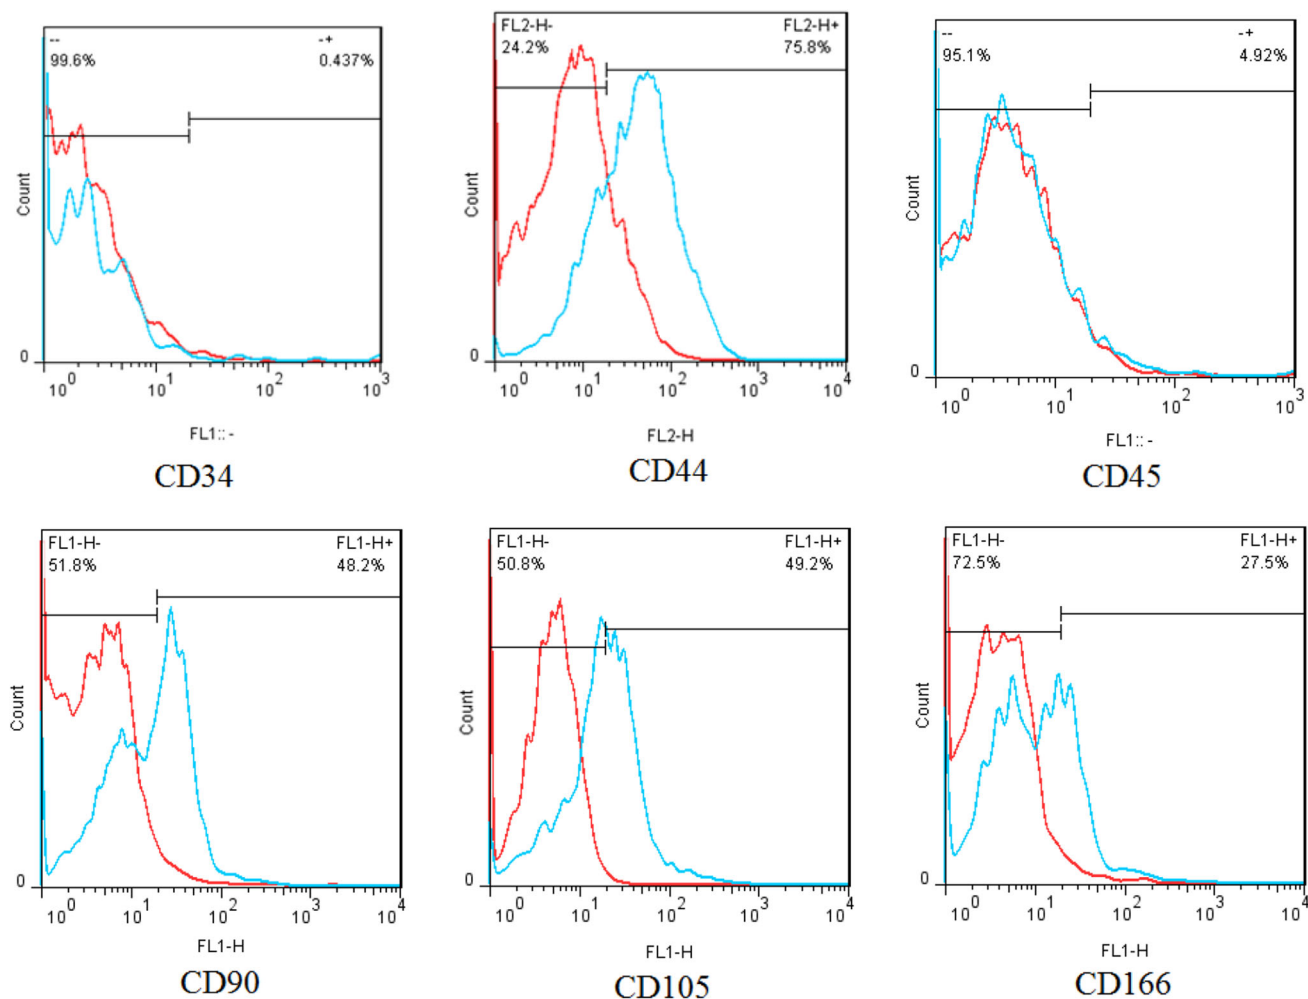 -- -+
99.6% 0.437%
Count
0
10^0 10^1 10^2 10^3
FL1:: -
CD34
FL2-H- FL2-H+
24.2% 75.8%
Count
0
10^0 10^1 10^2 10^3 10^4
FL2-H
CD44
-- -+
95.1% 4.92%
Count
0
10^0 10^1 10^2 10^3
FL1:: -
CD45
FL1-H- FL1-H+
51.8% 48.2%
Count
0
10^0 10^1 10^2 10^3 10^4
FL1-H
CD90
FL1-H- FL1-H+
50.8% 49.2%
Count
0
10^0 10^1 10^2 10^3 10^4
FL1-H
CD105
FL1-H- FL1-H+
72.5% 27.5%
Count
0
10^0 10^1 10^2 10^3 10^4
FL1-H
CD166